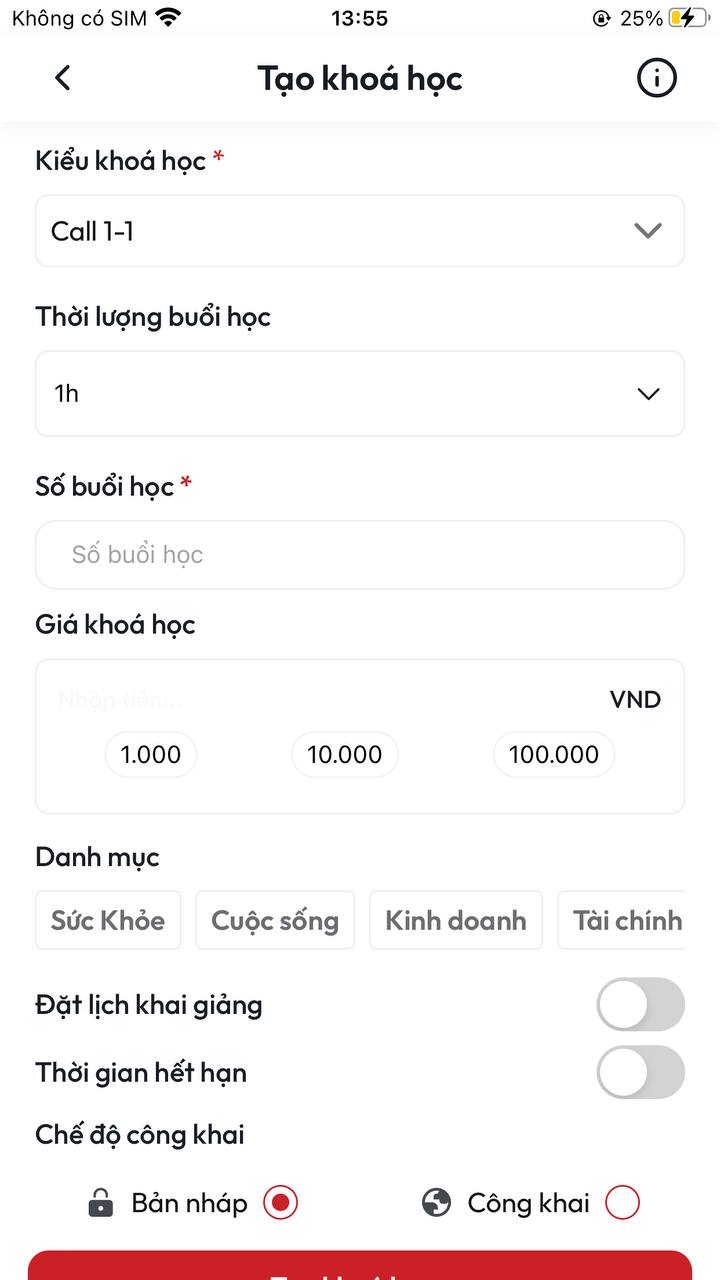 Không có SIM 13:55 25%
Tạo khoá học
Kiểu khoá học *
Call 1-1
Thời lượng buổi học
1h
Số buổi học *
Số buổi học
Giá khoá học
Nhập tiền... VND
1.000 10.000 100.000
Danh mục
Sức Khỏe Cuộc sống Kinh doanh Tài chính
Đặt lịch khai giảng
Thời gian hết hạn
Chế độ công khai
Bản nháp Công khai